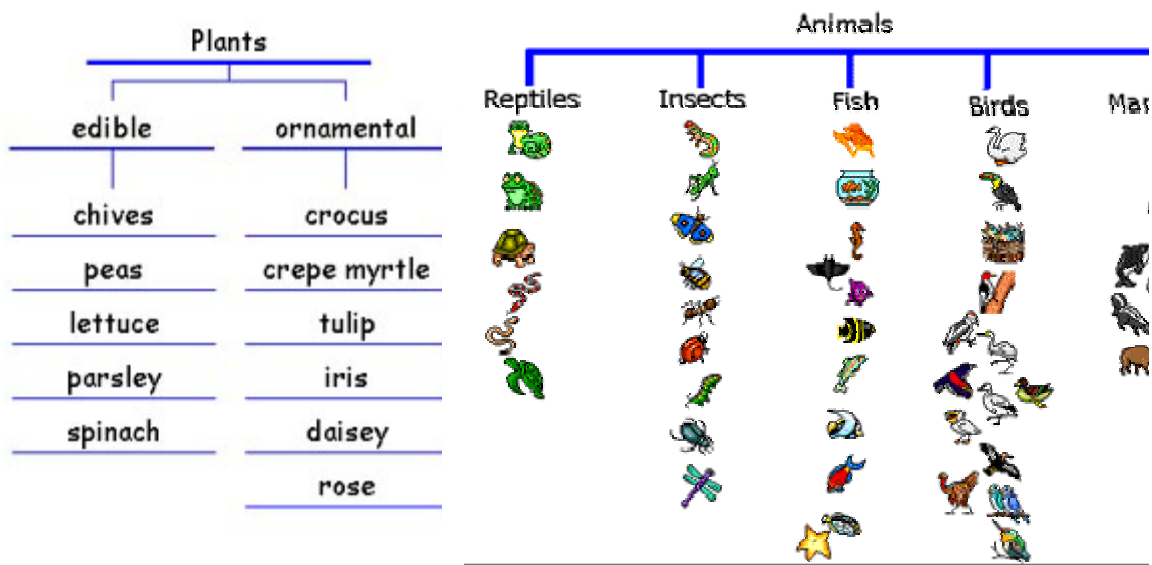 Plants
edible
ornamental
chives
crocus
peas
crepe myrtle
lettuce
tulip
parsley
iris
spinach
daisey
rose
Animals
Reptiles
Insects
Fish
Birds